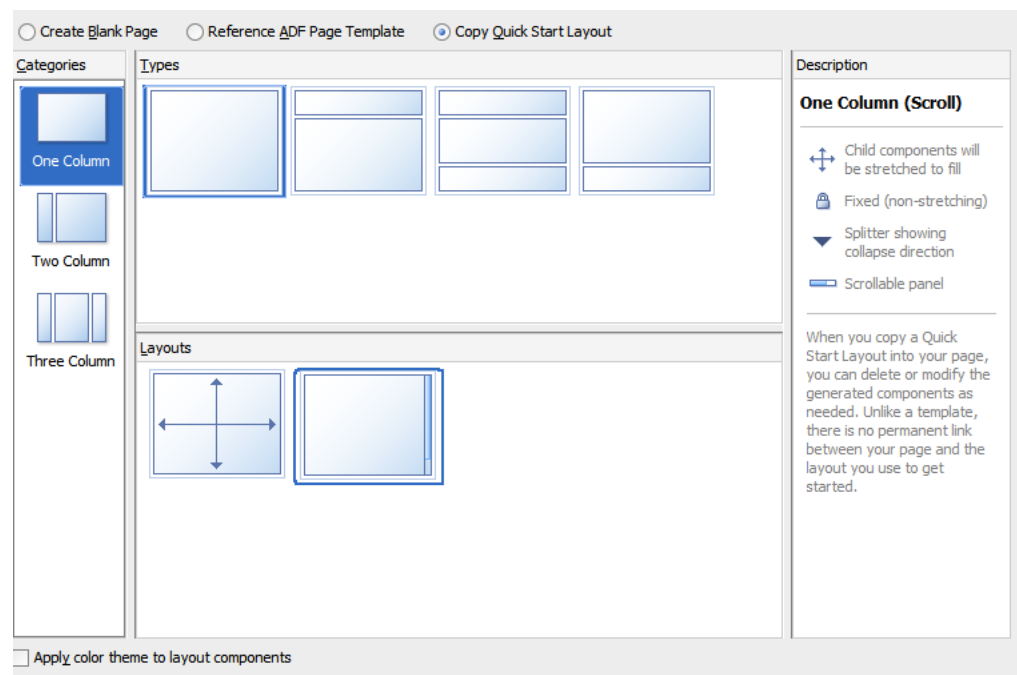 Create Blank Page Reference ADF Page Template Copy Quick Start Layout
Categories
One Column
Two Column
Three Column
Types
Layouts
Description
One Column (Scroll)
Child components will
be stretched to fill
Fixed (non-stretching)
Splitter showing
collapse direction
Scrollable panel
When you copy a Quick
Start Layout into your page,
you can delete or modify the
generated components as
needed. Unlike a template,
there is no permanent link
between your page and the
layout you use to get
started.
Apply color theme to layout components